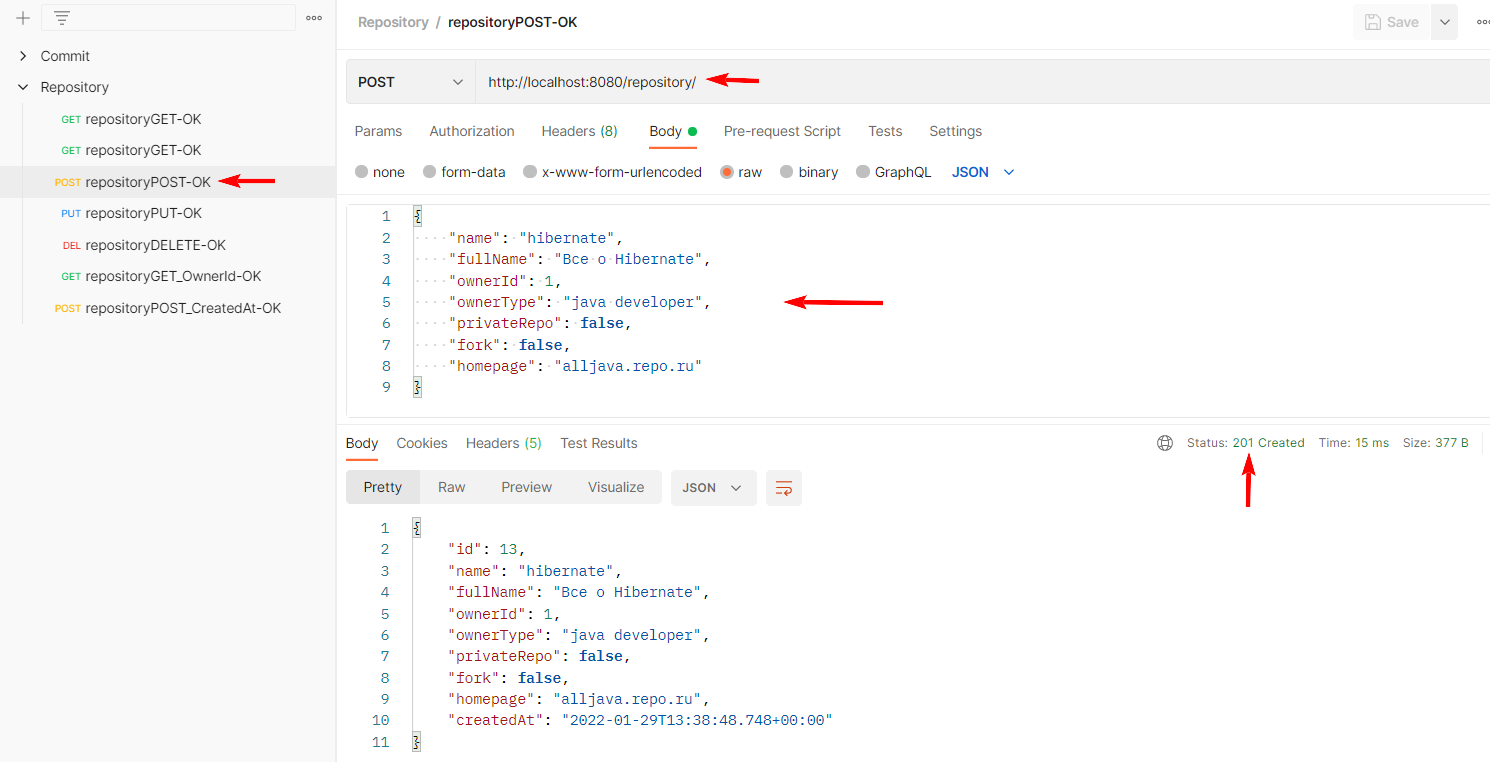 Repository / repositoryPOST-OK
Save
Commit
Repository
GET repositoryGET-OK
GET repositoryGET-OK
POST repositoryPOST-OK
PUT repositoryPUT-OK
DEL repositoryDELETE-OK
GET repositoryGET_OwnerId-OK
POST repositoryPOST_CreatedAt-OK
POST http://localhost:8080/repository/
Params Authorization Headers (8) Body Pre-request Script Tests Settings
none form-data x-www-form-urlencoded raw binary GraphQL JSON
1 {
2 "name": "hibernate",
3 "fullName": "Все о Hibernate",
4 "ownerId": 1,
5 "ownerType": "java developer",
6 "privateRepo": false,
7 "fork": false,
8 "homepage": "alljava.repo.ru"
9 }
Body Cookies Headers (5) Test Results Status: 201 Created Time: 15 ms Size: 377 B
Pretty Raw Preview Visualize JSON
1 {
2 "id": 13,
3 "name": "hibernate",
4 "fullName": "Все о Hibernate",
5 "ownerId": 1,
6 "ownerType": "java developer",
7 "privateRepo": false,
8 "fork": false,
9 "homepage": "alljava.repo.ru",
10 "createdAt": "2022-01-29T13:38:48.748+00:00"
11 }